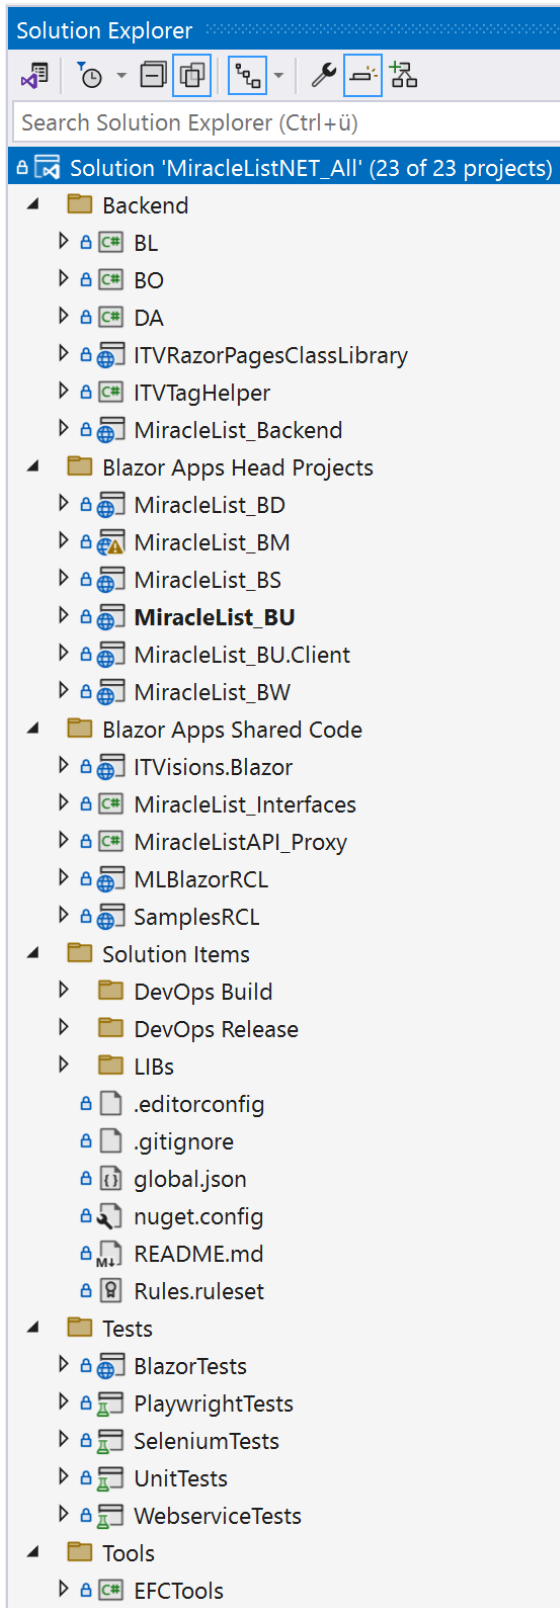 Solution Explorer
Search Solution Explorer (Ctrl+ü)
Solution 'MiracleListNET_All' (23 of 23 projects)
Backend
C# BL
C# BO
C# DA
ITVRazorPagesClassLibrary
C# ITVTagHelper
MiracleList_Backend
Blazor Apps Head Projects
MiracleList_BD
MiracleList_BM
MiracleList_BS
MiracleList_BU
MiracleList_BU.Client
MiracleList_BW
Blazor Apps Shared Code
ITVisions.Blazor
C# MiracleList_Interfaces
C# MiracleListAPI_Proxy
MLBlazorRCL
SamplesRCL
Solution Items
DevOps Build
DevOps Release
LIBs
.editorconfig
.gitignore
global.json
nuget.config
M↓ README.md
Rules.ruleset
Tests
BlazorTests
PlaywrightTests
SeleniumTests
UnitTests
WebserviceTests
Tools
C# EFCTools